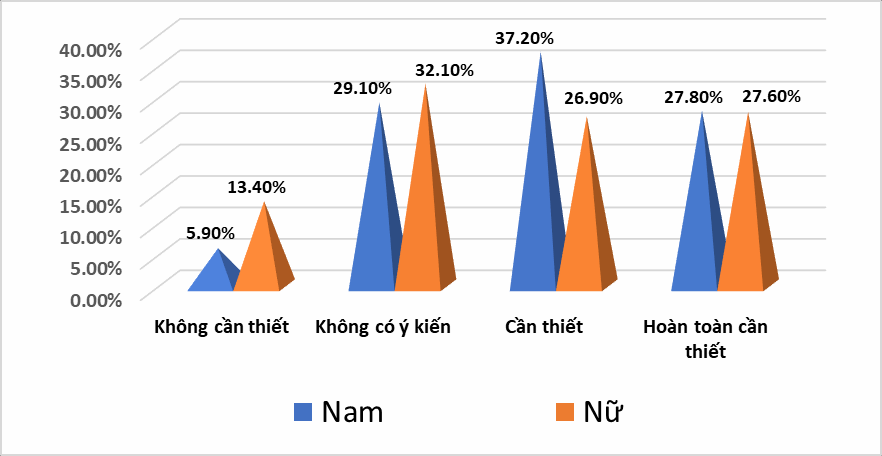 40.00%
35.00%
30.00%
25.00%
20.00%
15.00%
10.00%
5.00%
0.00%
5.90%
13.40%
29.10%
32.10%
37.20%
26.90%
27.80%
27.60%
Không cần thiết
Không có ý kiến
Cần thiết
Hoàn toàn cần
thiết
Nam
Nữ